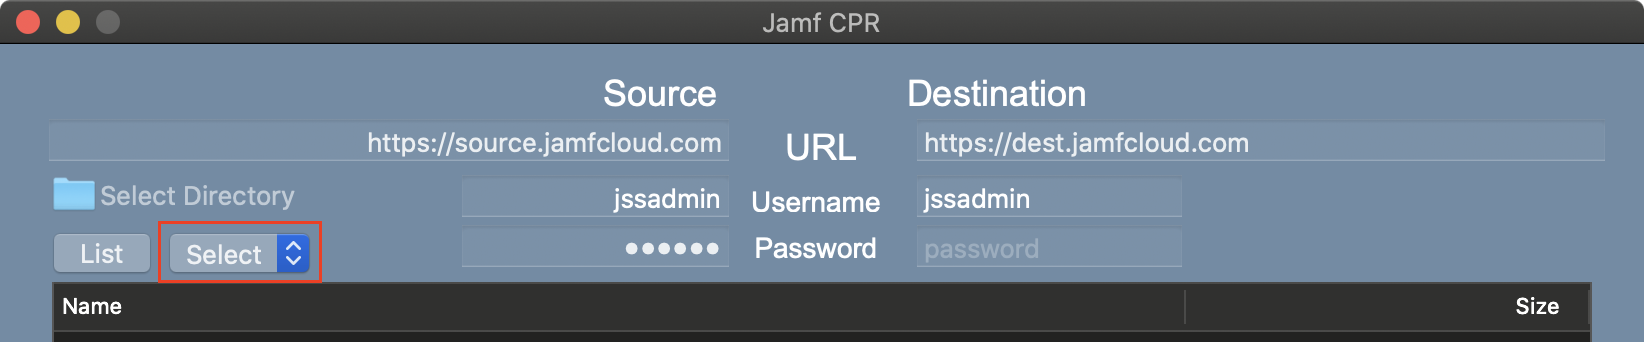 Jamf CPR
Source Destination
https://source.jamfcloud.com URL https://dest.jamfcloud.com
Select Directory jssadmin Username jssadmin
List Select ●●●●●● Password password
Name Size